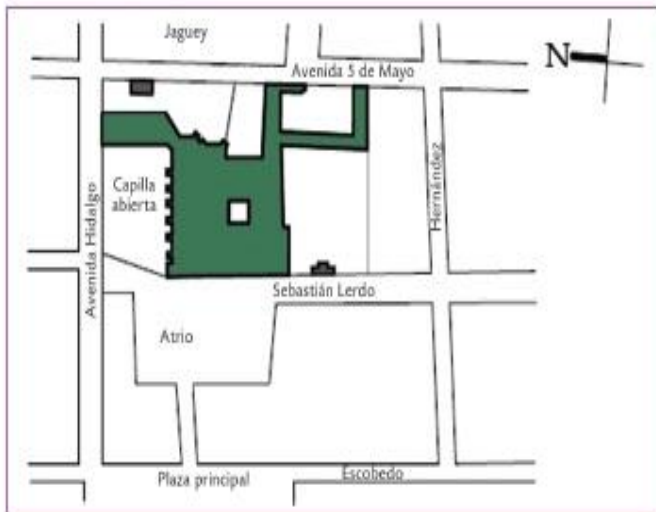 Jaguey
Avenida 5 de Mayo
N
Capilla
abierta
Avenida Hidalgo
Hernández
Sebastián Lerdo
Atrio
Plaza principal
Escobedo